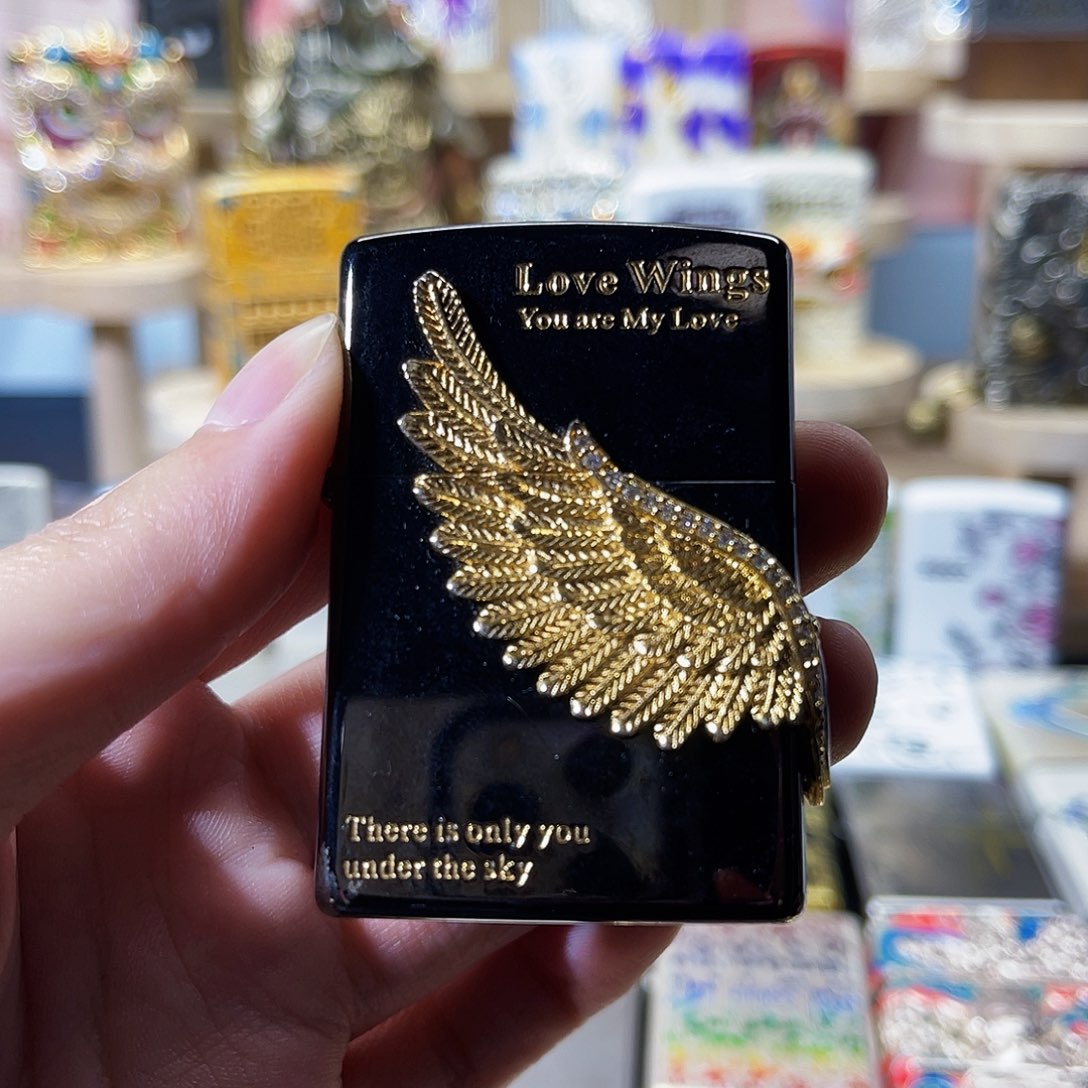 Love Wings
You are My Love
There is only you
under the sky